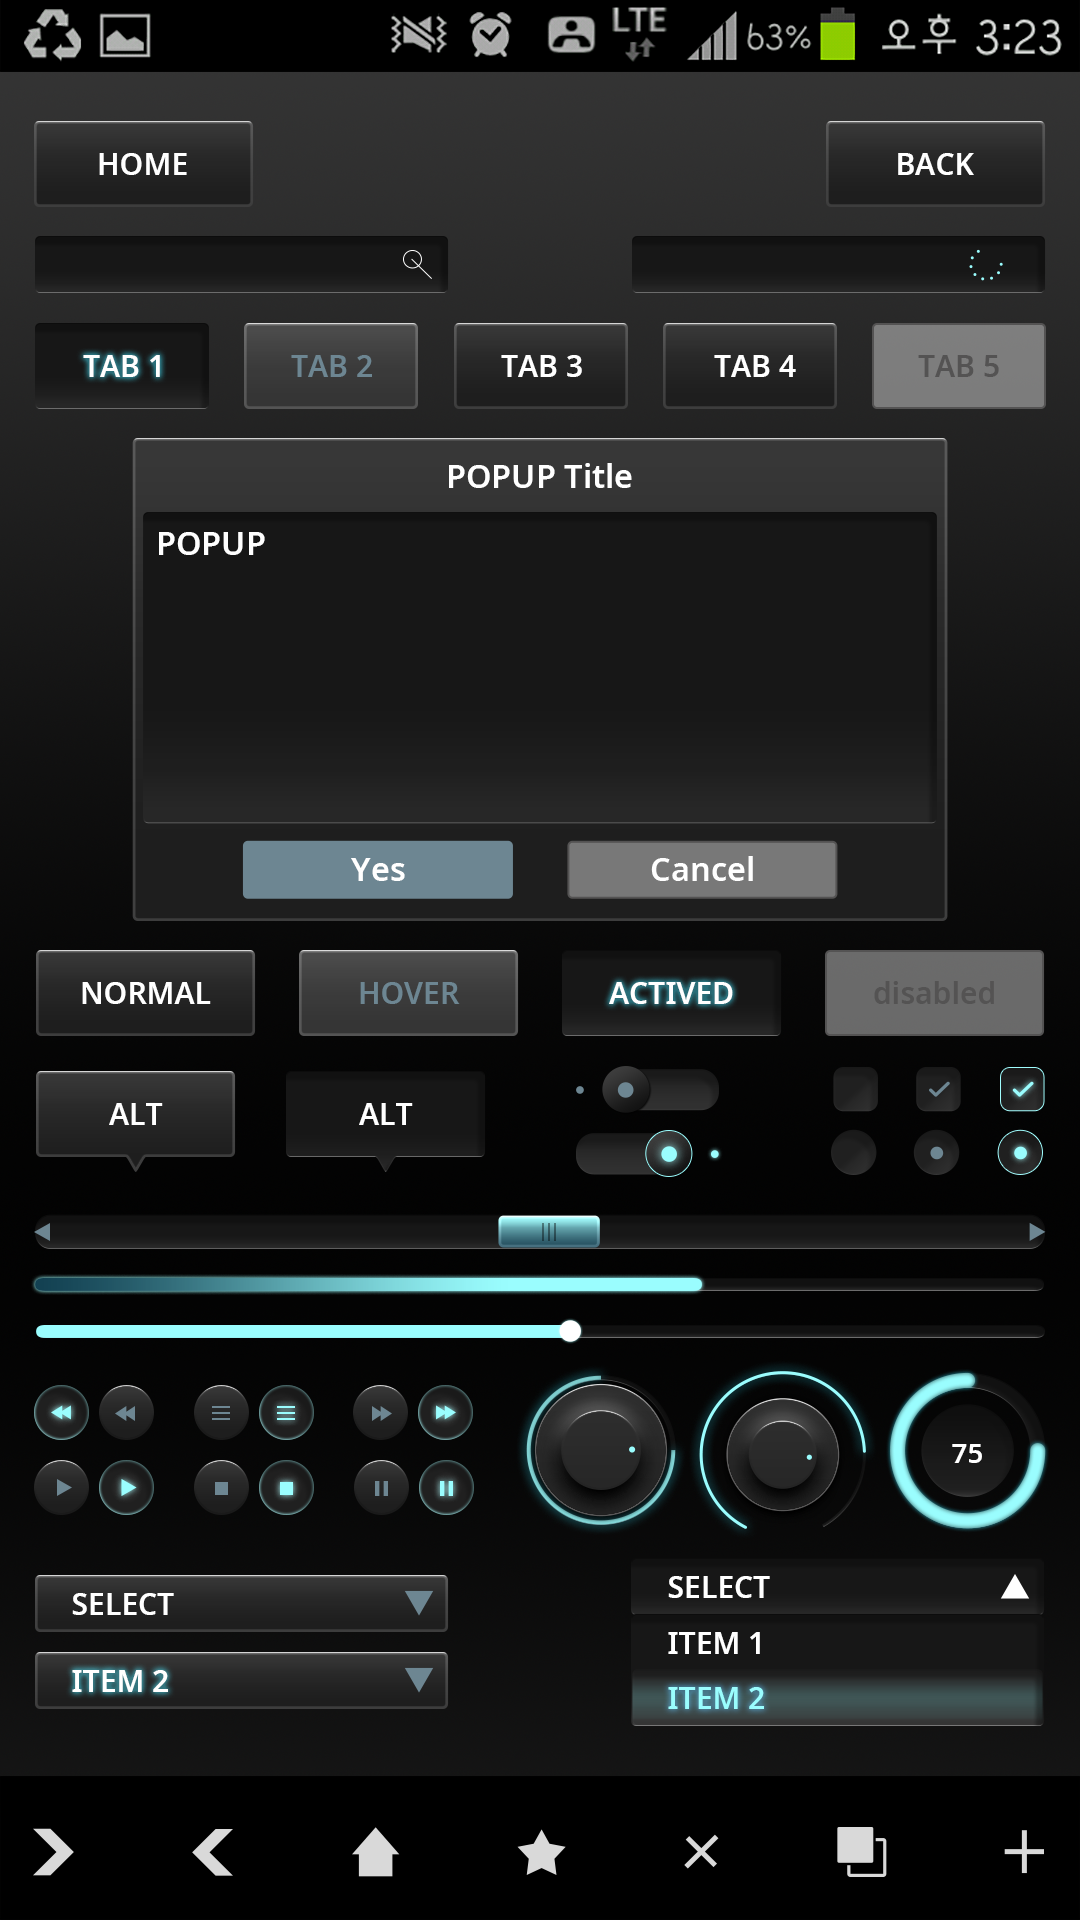 LTE 63% 오후 3:23
HOME BACK
TAB 1 TAB 2 TAB 3 TAB 4 TAB 5
POPUP Title
POPUP
Yes Cancel
NORMAL HOVER ACTIVED disabled
ALT ALT
75
SELECT
ITEM 2
SELECT
ITEM 1
ITEM 2